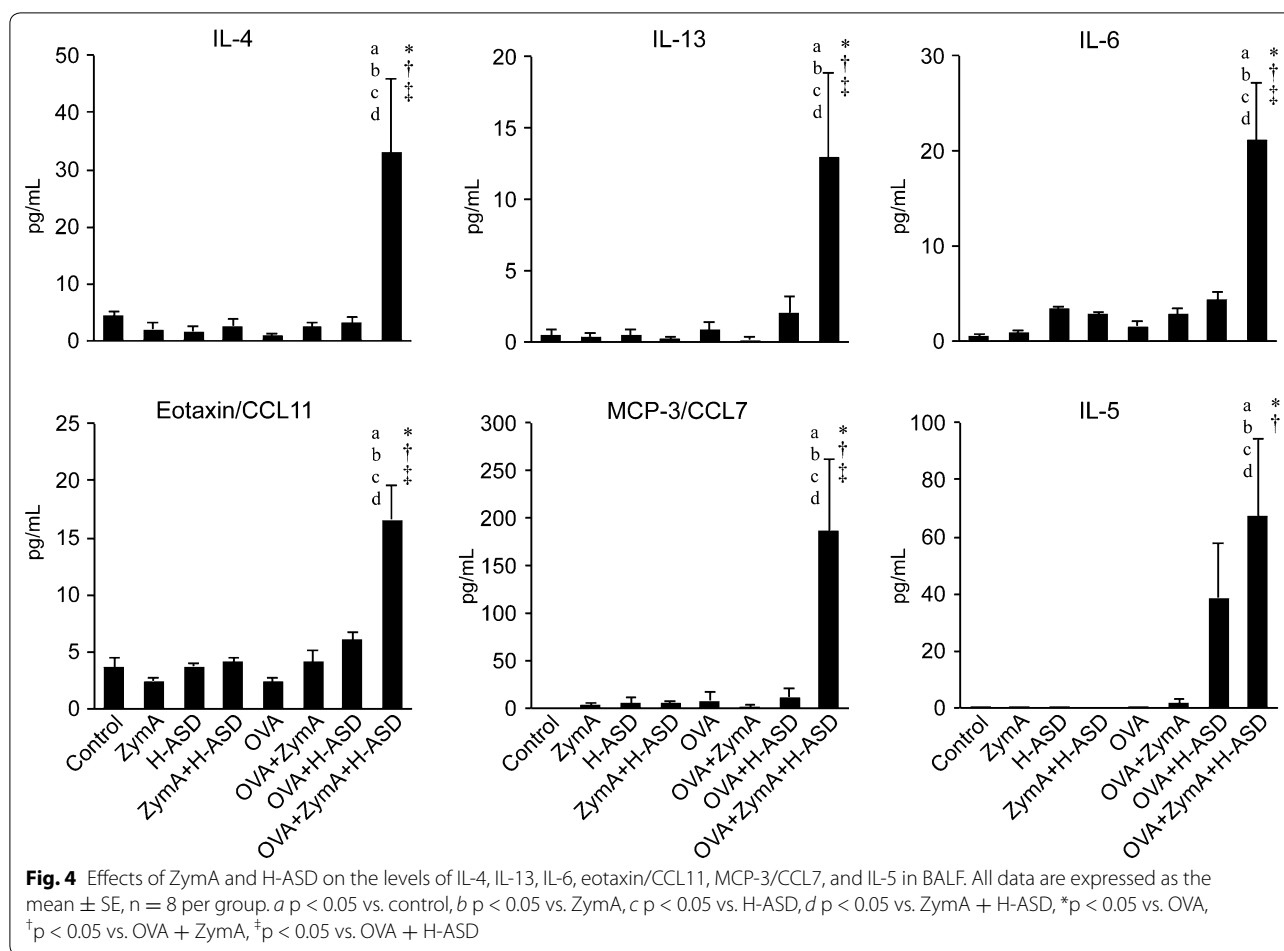 IL-4
50
40
30
20
10
0
pg/mL
a *
b †
c ‡
d
IL-13
20
15
10
5
0
pg/mL
a *
b †
c ‡
d
IL-6
30
20
10
0
pg/mL
a *
b †
c ‡
d
Eotaxin/CCL11
25
20
15
10
5
0
pg/mL
a *
b †
c ‡
d
Control
ZymA
H-ASD
ZymA+H-ASD
OVA
OVA+ZymA
OVA+H-ASD
OVA+ZymA+H-ASD
MCP-3/CCL7
300
250
200
150
100
50
0
pg/mL
a *
b †
c ‡
d
Control
ZymA
H-ASD
ZymA+H-ASD
OVA
OVA+ZymA
OVA+H-ASD
OVA+ZymA+H-ASD
IL-5
100
80
60
40
20
0
pg/mL
a *
b †
c
d
Control
ZymA
H-ASD
ZymA+H-ASD
OVA
OVA+ZymA
OVA+H-ASD
OVA+ZymA+H-ASD
Fig. 4 Effects of ZymA and H-ASD on the levels of IL-4, IL-13, IL-6, eotaxin/CCL11, MCP-3/CCL7, and IL-5 in BALF. All data are expressed as the
mean ± SE, n = 8 per group. a p < 0.05 vs. control, b p < 0.05 vs. ZymA, c p < 0.05 vs. H-ASD, d p < 0.05 vs. ZymA + H-ASD, *p < 0.05 vs. OVA,
†p < 0.05 vs. OVA + ZymA, ‡p < 0.05 vs. OVA + H-ASD